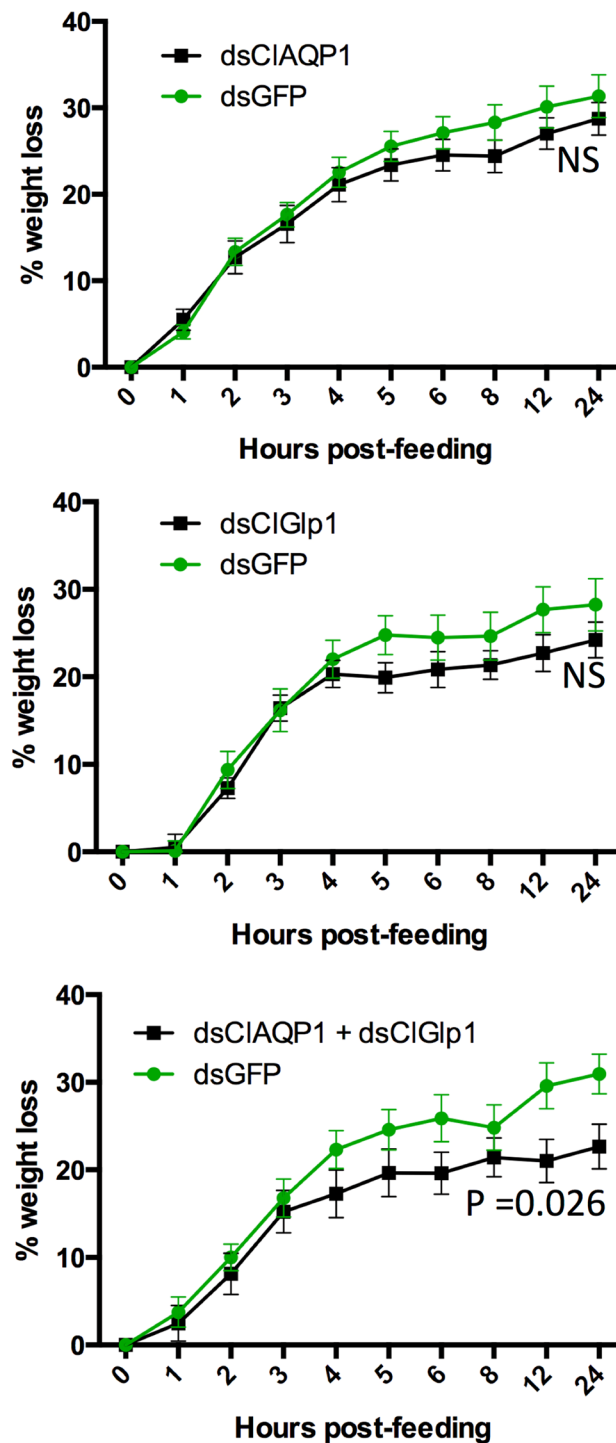 40
30
20
10
0
% weight loss
dsClAQP1
dsGFP
NS
0 1 2 3 4 5 6 8 12 24
Hours post-feeding
40
30
20
10
0
% weight loss
dsClGlp1
dsGFP
NS
0 1 2 3 4 5 6 8 12 24
Hours post-feeding
40
30
20
10
0
% weight loss
dsClAQP1 + dsClGlp1
dsGFP
P =0.026
0 1 2 3 4 5 6 8 12 24
Hours post-feeding